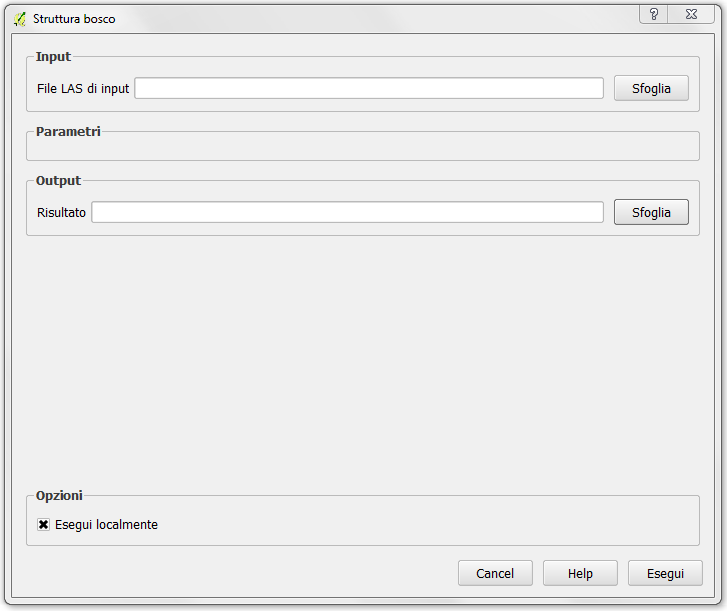 Struttura bosco
?
Input
File LAS di input
Sfoglia
Parametri
Output
Risultato
Sfoglia
Opzioni
Esegui localmente
Cancel Help Esegui